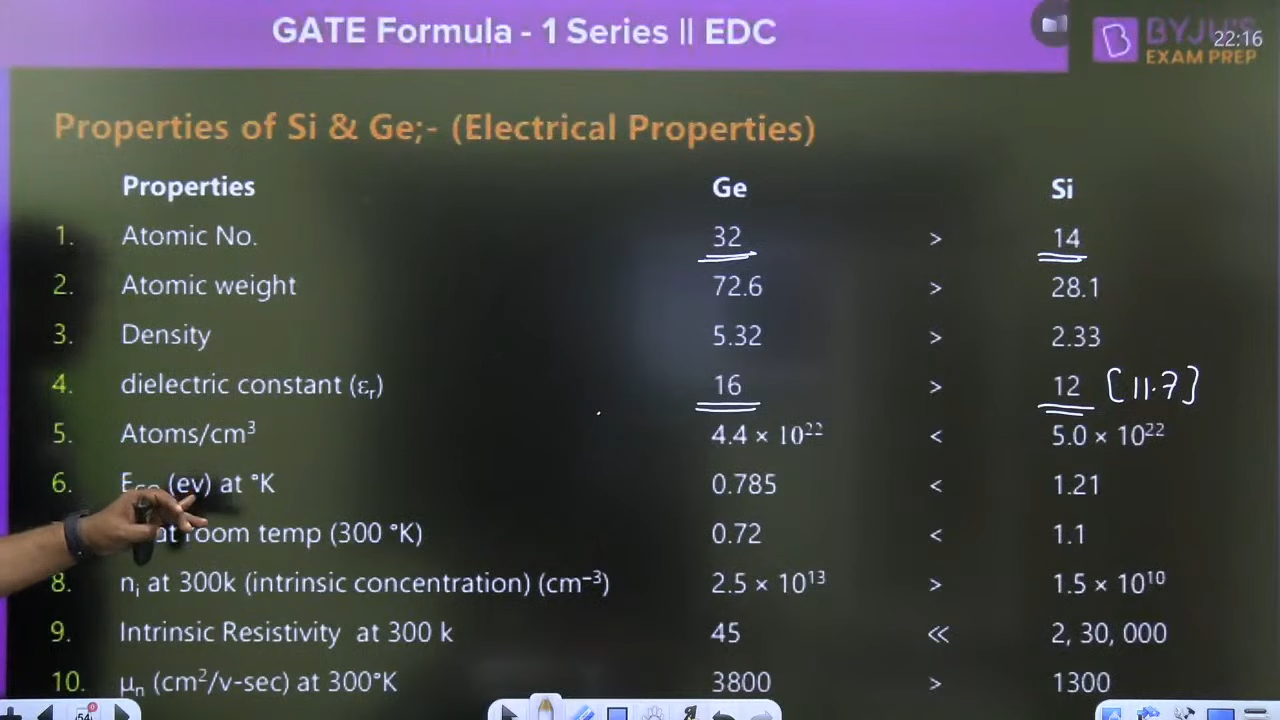 GATE Formula - 1 Series || EDC
BYJU'S
22:16
EXAM PREP
Properties of Si & Ge;- (Electrical Properties)
Properties Ge Si
1. Atomic No. 32 > 14
2. Atomic weight 72.6 > 28.1
3. Density 5.32 > 2.33
4. dielectric constant (εr) 16 > 12 [11.7]
5. Atoms/cm³ 4.4 × 10²² < 5.0 × 10²²
6. (ev) at °K 0.785 < 1.21
at room temp (300 °K) 0.72 < 1.1
8. ni at 300k (intrinsic concentration) (cm⁻³) 2.5 × 10¹³ > 1.5 × 10¹⁰
9. Intrinsic Resistivity at 300 k 45 << 2, 30, 000
10. μn (cm²/v-sec) at 300°K 3800 > 1300
54